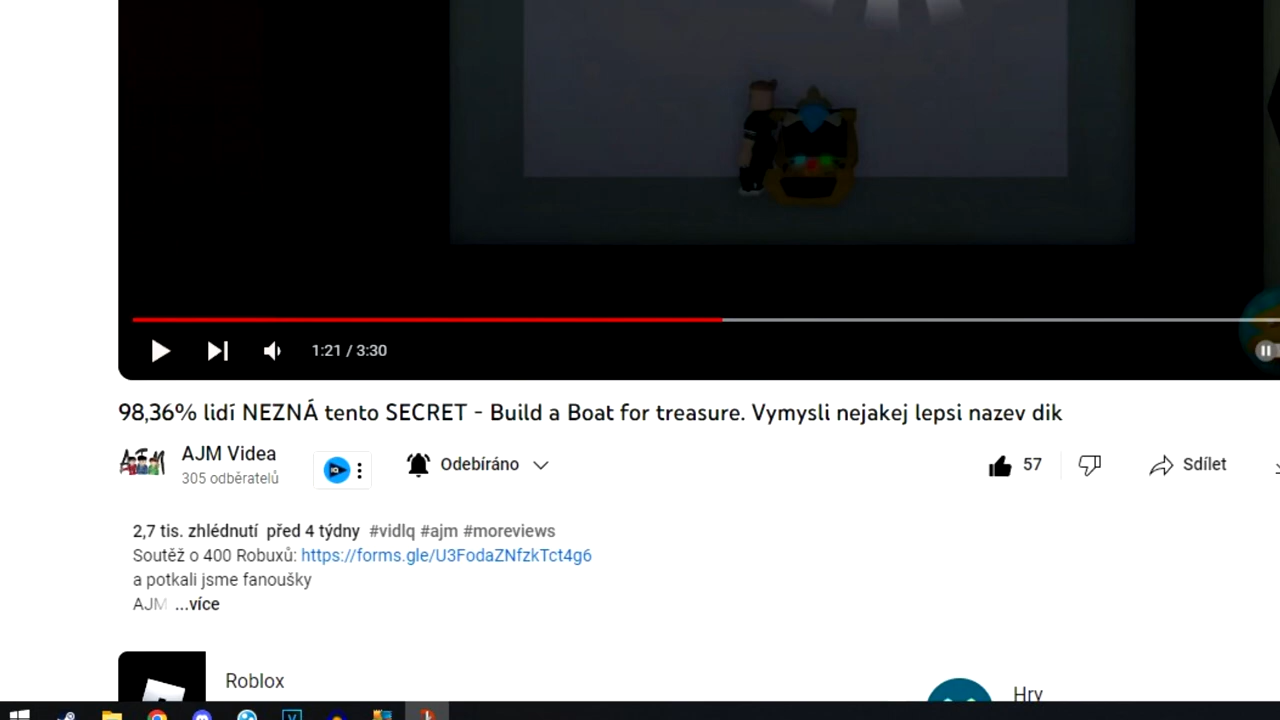 1:21 / 3:30
98,36% lidí NEZNÁ tento SECRET - Build a Boat for treasure. Vymysli nejakej lepsi nazev dik
AJM Videa
305 odběratelů
Odebíráno
57
Sdílet
2,7 tis. zhlédnutí před 4 týdny #vidlq #ajm #moreviews
Soutěž o 400 Robuxů: https://forms.gle/U3FodaZNfzkTct4g6
a potkali jsme fanoušky
AJM ...více
Roblox
Hry